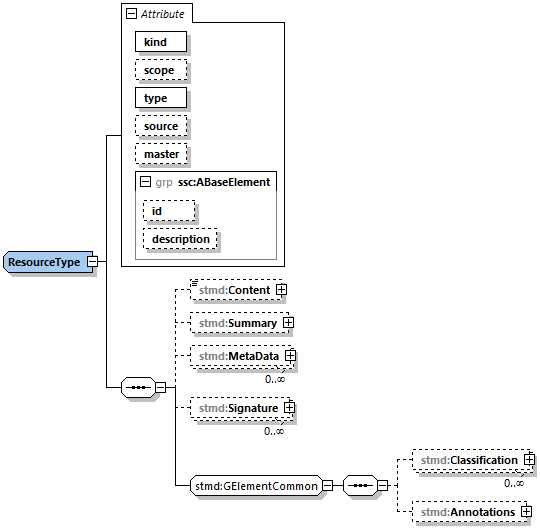 Attribute
kind
scope
type
source
master
grp ssc:ABaseElement
id
description
ResourceType
stmd:Content
stmd:Summary
stmd:MetaData
0..∞
stmd:Signature
0..∞
stmd:GElementCommon
stmd:Classification
0..∞
stmd:Annotations